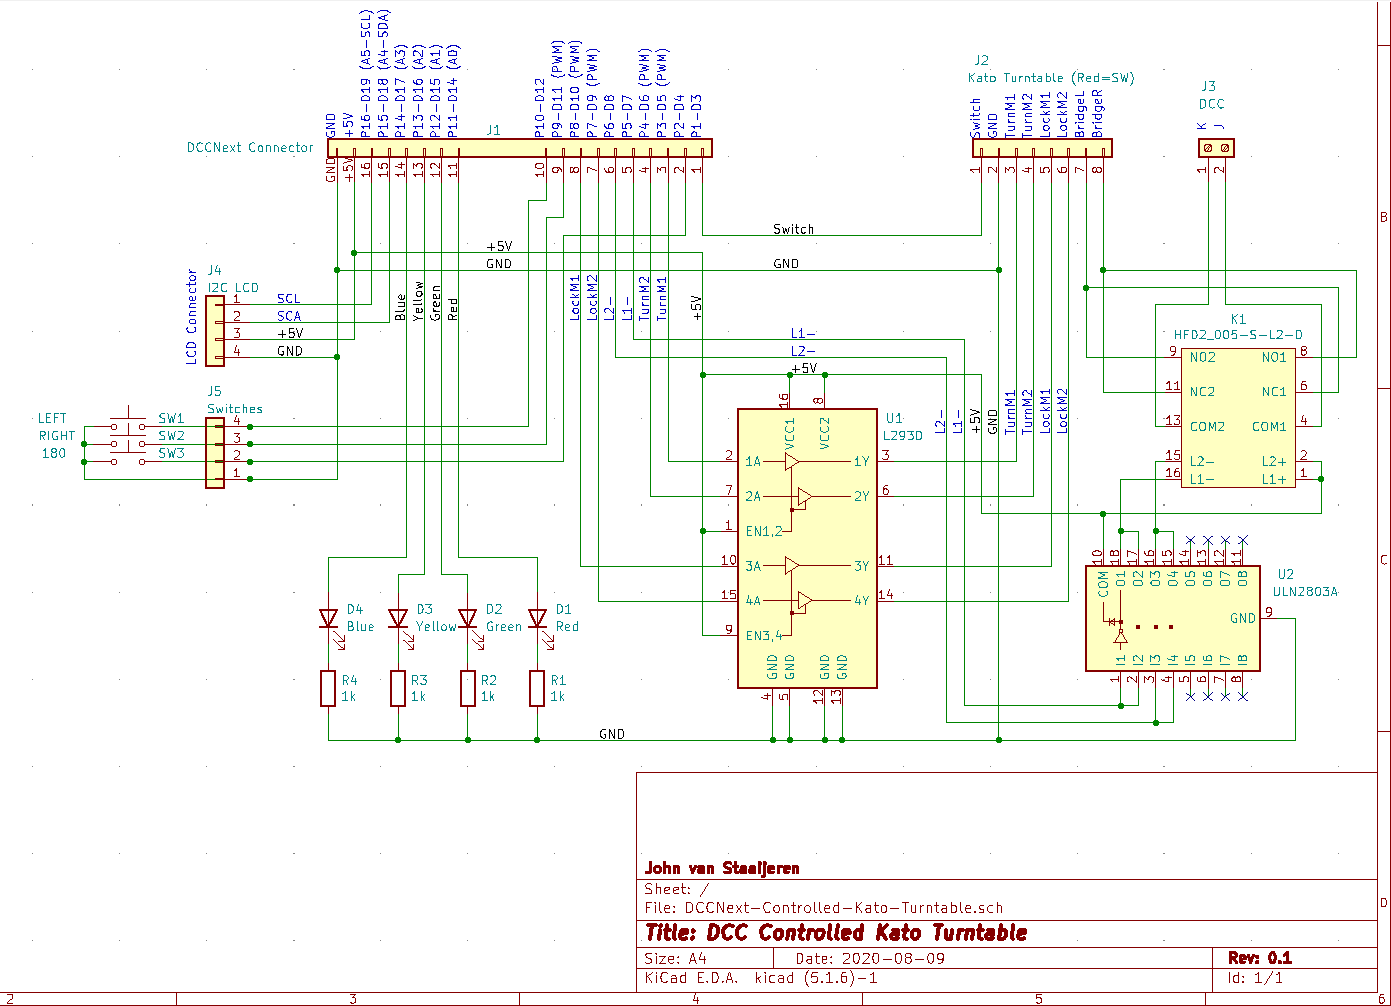 P16-D19 (A5-SCL)
P15-D18 (A4-SDA)
P14-D17 (A3)
P13-D16 (A2)
P12-D15 (A1)
P11-D14 (A0)
GND
+5V
P10-D12
P9-D11 (PWM)
P8-D10 (PWM)
P7-D9 (PWM)
P6-D8
P5-D7
P4-D6 (PWM)
P3-D5 (PWM)
P2-D4
P1-D3
J1
DCCNext Connector
GND
+5V
16
15
14
13
12
11
10
9
8
7
6
5
4
3
2
1
J2
Kato Turntable (Red=SW)
Switch
GND
TurnM1
TurnM2
LockM1
LockM2
BridgeL
BridgeR
1
2
3
4
5
6
7
8
J3
DCC
K
J
1
2
B
Switch
+5V
GND
GND
J4
I2C LCD
LCD Connector
1
2
3
4
SCL
SCA
+5V
GND
Blue
Yellow
Green
Red
LockM1
LockM2
L2-
L1-
TurnM2
TurnM1
+5V
L1-
L2-
+5V
K1
HFD2_005-S-L2-D
9
NO2
NO1
8
11
NC2
NC1
6
13
COM2
COM1
4
15
L2-
L2+
2
16
L1-
L1+
1
J5
Switches
LEFT
RIGHT
180
SW1
SW2
SW3
4
3
2
1
U1
L293D
16
VCC1
8
VCC2
2
1A
1Y
3
7
2A
2Y
6
1
EN1,2
10
3A
3Y
11
15
4A
4Y
14
9
EN3,4
GND
GND
GND
GND
4
5
12
13
L2-
L1-
+5V
GND
TurnM1
TurnM2
LockM1
LockM2
10
18
17
16
15
14
13
12
11
COM
O1
O2
O3
O4
O5
O6
O7
O8
U2
ULN2803A
GND
9
I1
I2
I3
I4
I5
I6
I7
I8
1
2
3
4
5
6
7
8
C
D4
Blue
D3
Yellow
D2
Green
D1
Red
R4
1k
R3
1k
R2
1k
R1
1k
GND
John van Staaijeren
Sheet: /
File: DCCNext-Controlled-Kato-Turntable.sch
Title: DCC Controlled Kato Turntable
Size: A4
Date: 2020-08-09
Rev: 0.1
KiCad E.D.A. kicad (5.1.6)-1
Id: 1/1
D
2
3
4
5
6